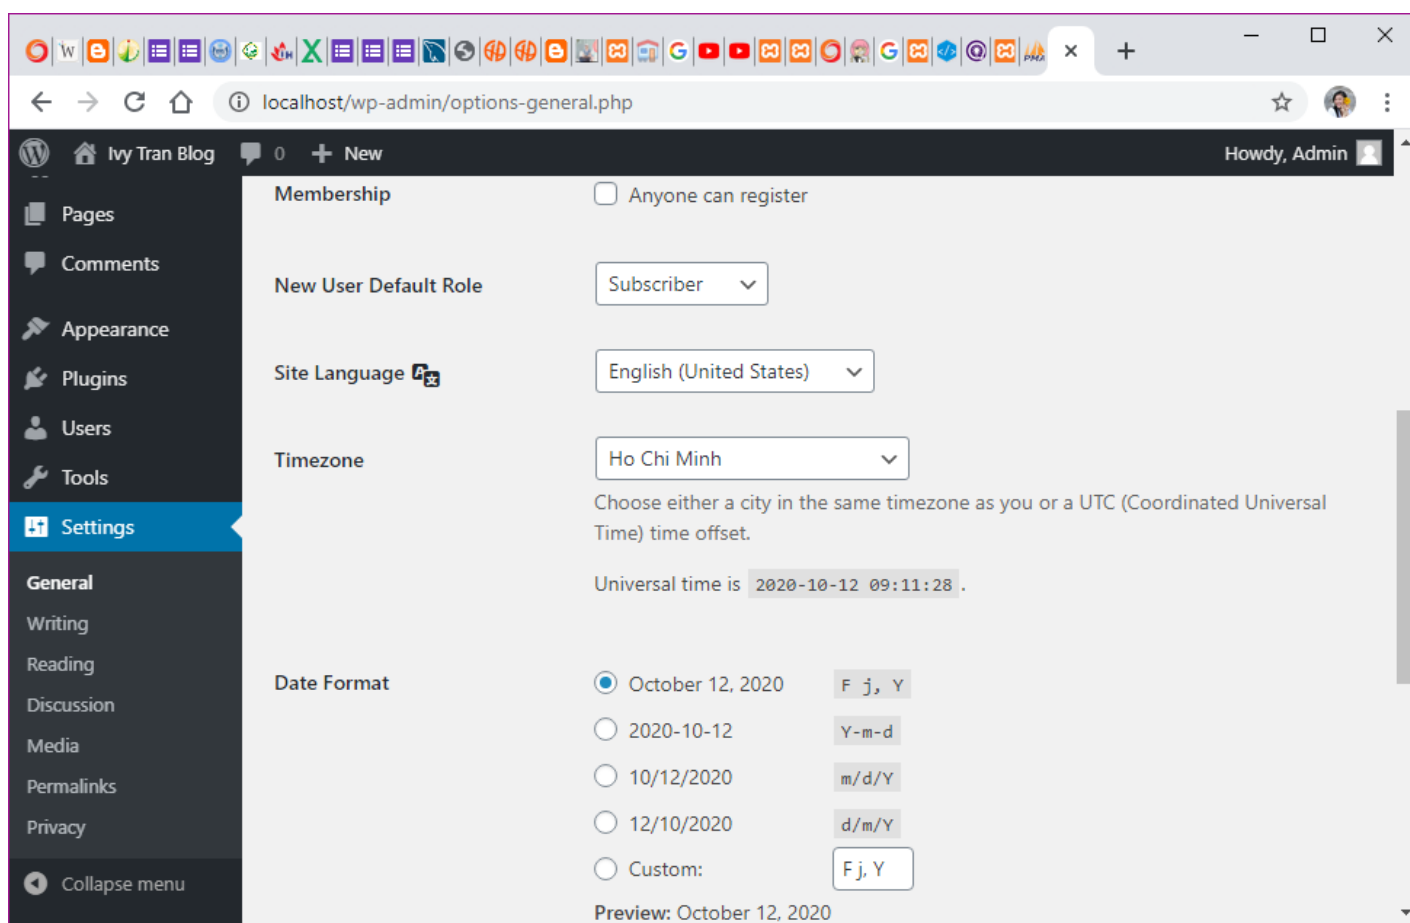 localhost/wp-admin/options-general.php
Ivy Tran Blog 0 New Howdy, Admin
Pages
Comments
Appearance
Plugins
Users
Tools
Settings
General
Writing
Reading
Discussion
Media
Permalinks
Privacy
Collapse menu
Membership Anyone can register
New User Default Role Subscriber
Site Language English (United States)
Timezone Ho Chi Minh
Choose either a city in the same timezone as you or a UTC (Coordinated Universal
Time) time offset.
Universal time is 2020-10-12 09:11:28 .
Date Format October 12, 2020 F j, Y
2020-10-12 Y-m-d
10/12/2020 m/d/Y
12/10/2020 d/m/Y
Custom: F j, Y
Preview: October 12, 2020